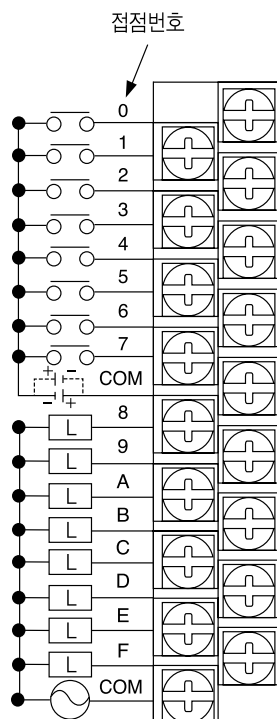 접점번호
0
1
2
3
4
5
6
7
COM
+ −
− +
L 8
L 9
L A
L B
L C
L D
L E
L F
COM